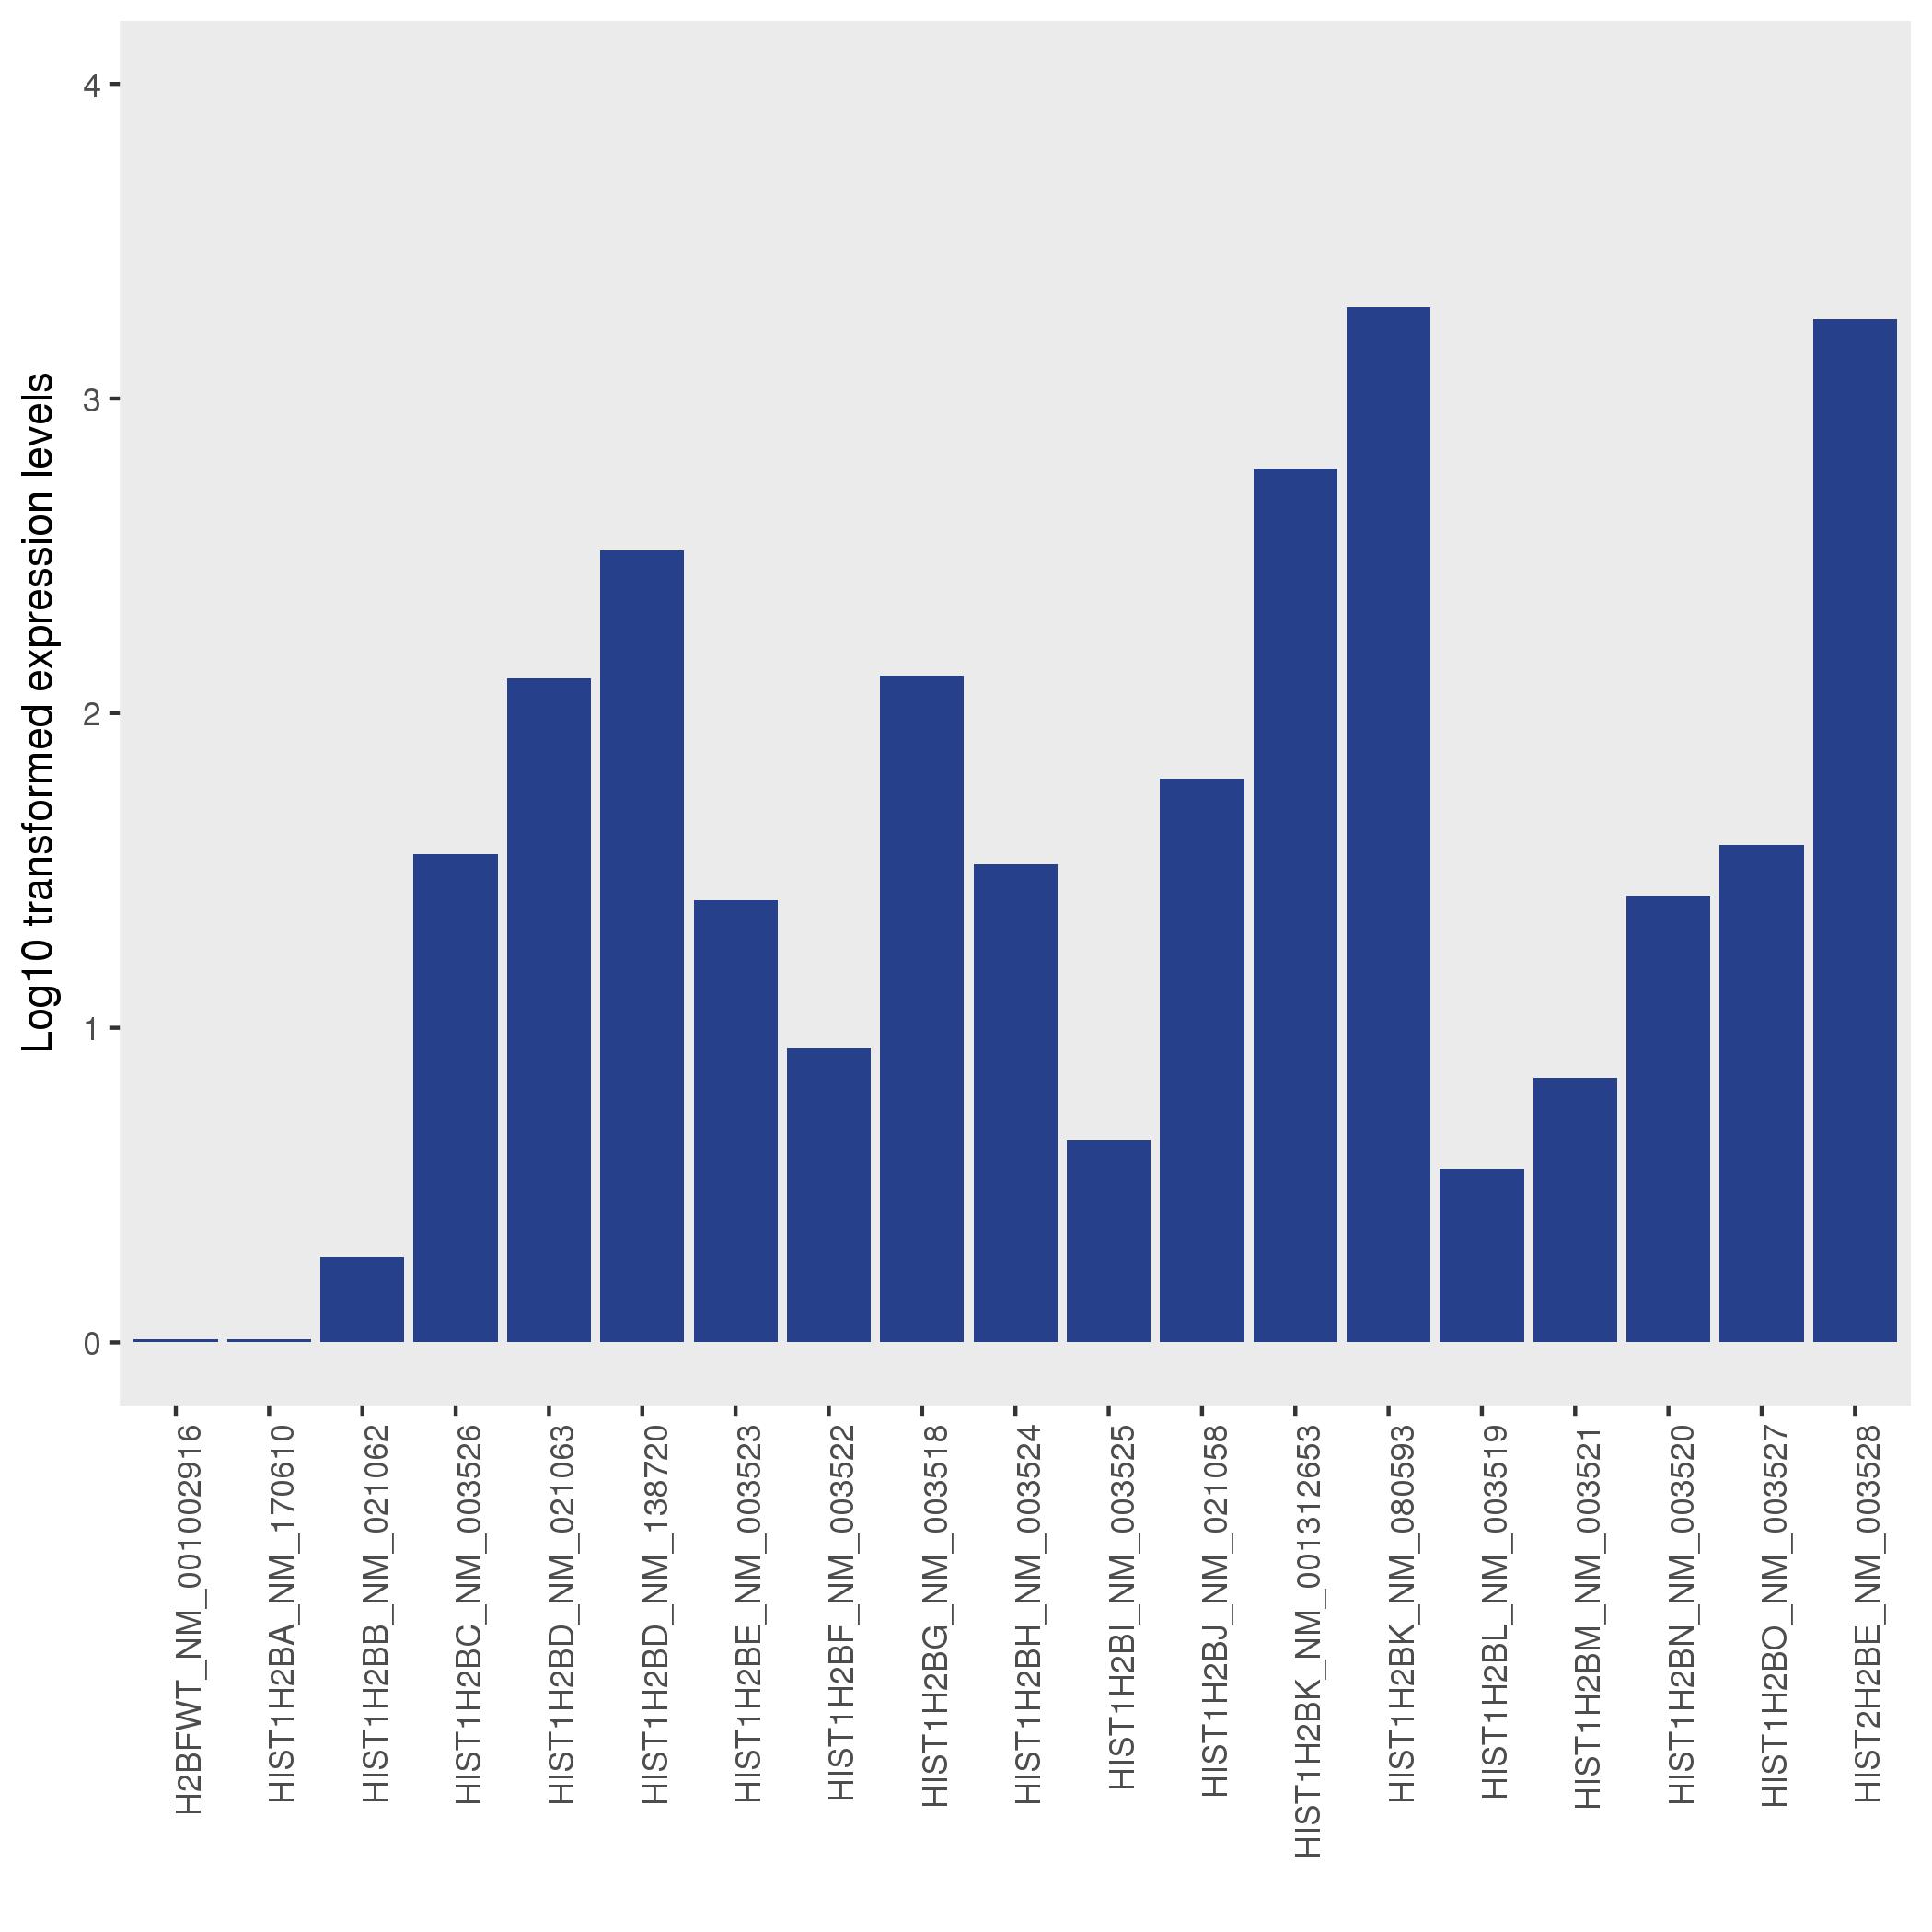 Log10 transformed expression levels
4
3
2
1
0
H2BFWT_NM_001002916
HIST1H2BA_NM_170610
HIST1H2BB_NM_021062
HIST1H2BC_NM_003526
HIST1H2BD_NM_021063
HIST1H2BD_NM_138720
HIST1H2BE_NM_003523
HIST1H2BF_NM_003522
HIST1H2BG_NM_003518
HIST1H2BH_NM_003524
HIST1H2BI_NM_003525
HIST1H2BJ_NM_021058
HIST1H2BK_NM_001312653
HIST1H2BK_NM_080593
HIST1H2BL_NM_003519
HIST1H2BM_NM_003521
HIST1H2BN_NM_003520
HIST1H2BO_NM_003527
HIST2H2BE_NM_003528